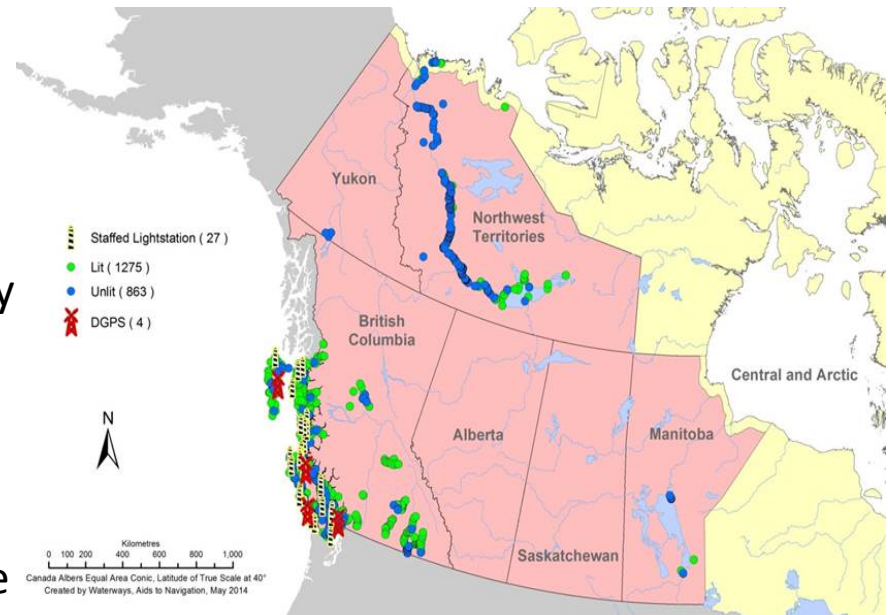 Yukon
Northwest
Territories
Staffed Lightstation ( 27 )
Lit ( 1275 )
Unlit ( 863 )
DGPS ( 4 )
y
British
Columbia
Alberta
Saskatchewan
Manitoba
Central and Arctic
N
Kilometres
0 100 200 400 600 800 1,000
Canada Albers Equal Area Conic, Latitude of True Scale at 40°
Created by Waterways, Aids to Navigation, May 2014
e